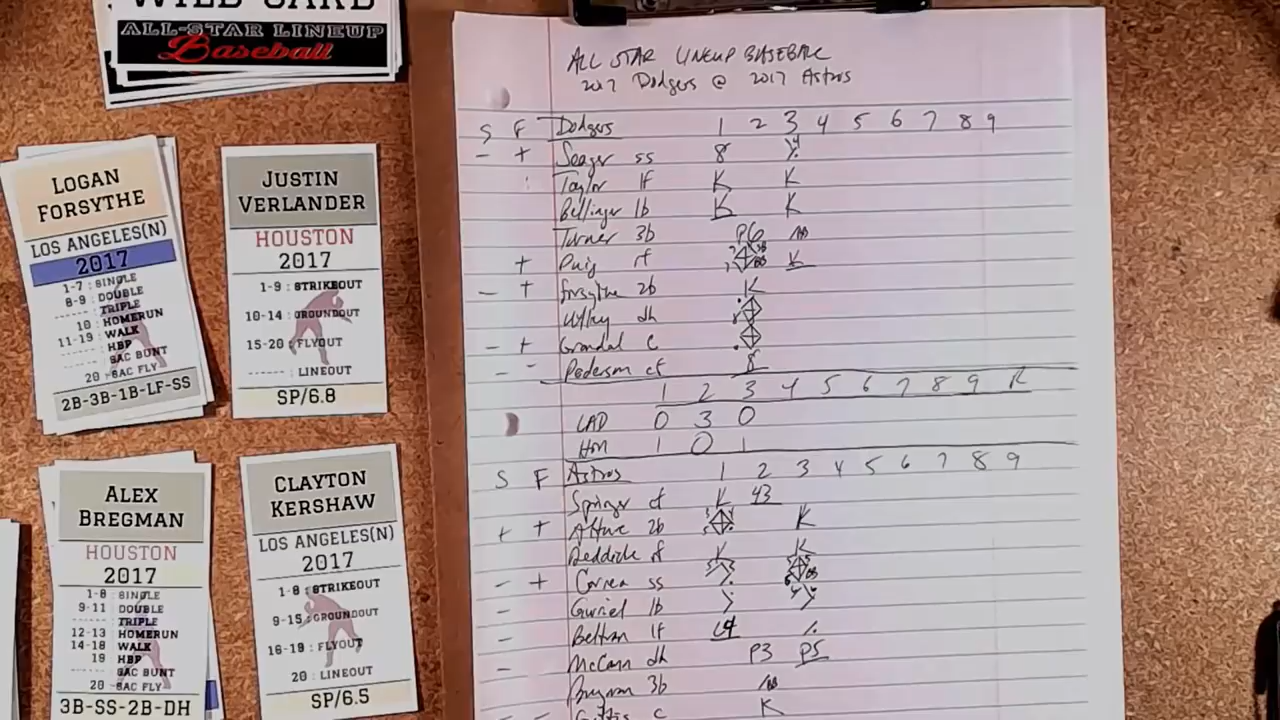 WILD CARD
ALL-STAR LINEUP
Baseball
LOGAN
FORSYTHE
LOS ANGELES(N)
2017
1-7 : SINGLE
8-9 : DOUBLE
------ TRIPLE
10 : HOMERUN
11-19 : WALK
------ HBP
------ SAC BUNT
20 : SAC FLY
2B-3B-1B-LF-SS
JUSTIN
VERLANDER
HOUSTON
2017
1-9 : STRIKEOUT
10-14 : GROUNDOUT
15-20 : FLYOUT
------ LINEOUT
SP/6.8
ALEX
BREGMAN
HOUSTON
2017
1-8 : SINGLE
9-11 : DOUBLE
------ TRIPLE
12-13 : HOMERUN
14-18 : WALK
19 : HBP
------ SAC BUNT
20 : SAC FLY
3B-SS-2B-DH
CLAYTON
KERSHAW
LOS ANGELES(N)
2017
1-8 : STRIKEOUT
9-15 : GROUNDOUT
16-19 : FLYOUT
20 : LINEOUT
SP/6.5
ALL STAR LINEUP BASEBALL
2017 Dodgers @ 2017 Astros
S F Dodgers 1 2 3 4 5 6 7 8 9
- + Seager ss 8
Taylor lf K K
Bellinger 1b K K
Turner 3b P6
+ Puig rf K
- + Forsythe 2b K
Utley dh
- + Grandal c
- - Pederson cf 8
1 2 3 4 5 6 7 8 9 R
LAD 0 3 0
HOU 1 0 1
S F Astros 1 2 3 4 5 6 7 8 9
Springer cf K 43
+ + Altuve 2b K
Reddick rf K K
- + Correa ss
- Gurriel 1b
- Beltran lf L4
- McCann dh P3 P5
Bregman 3b
- - Gattis c K